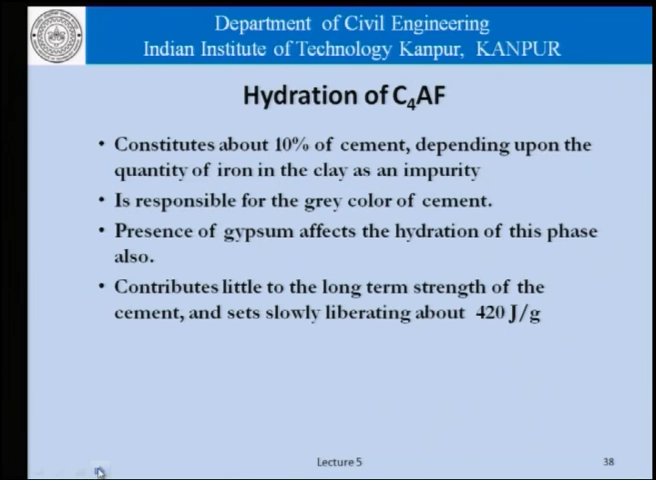 Department of Civil Engineering
Indian Institute of Technology Kanpur, KANPUR
Hydration of C₄AF
• Constitutes about 10% of cement, depending upon the
quantity of iron in the clay as an impurity
• Is responsible for the grey color of cement.
• Presence of gypsum affects the hydration of this phase
also.
• Contributes little to the long term strength of the
cement, and sets slowly liberating about 420 J/g
Lecture 5
38